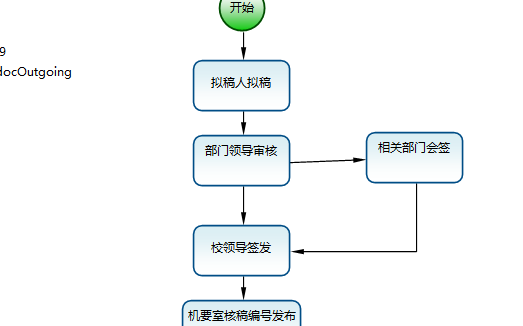 开始
9
docOutgoing
拟稿人拟稿
部门领导审核
相关部门会签
校领导签发
机要室核稿编号发布